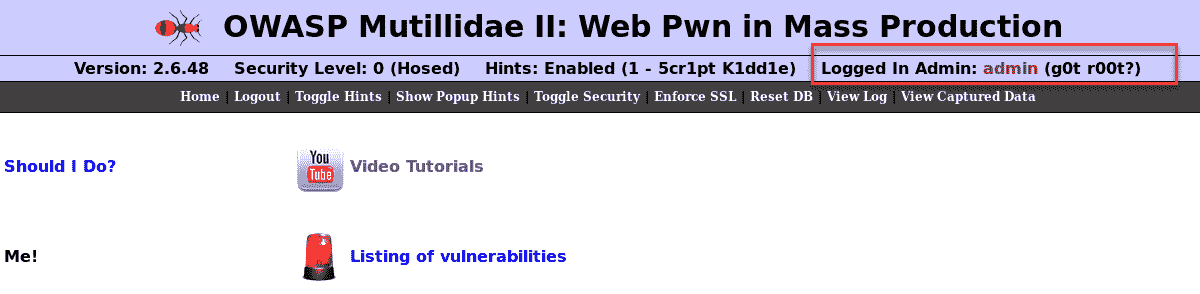 OWASP Mutillidae II: Web Pwn in Mass Production
Version: 2.6.48 Security Level: 0 (Hosed) Hints: Enabled (1 - 5cr1pt K1dd1e) Logged In Admin: admin (g0t r00t?)
Home | Logout | Toggle Hints | Show Popup Hints | Toggle Security | Enforce SSL | Reset DB | View Log | View Captured Data
Should I Do?
You Tube
Video Tutorials
Me!
Listing of vulnerabilities